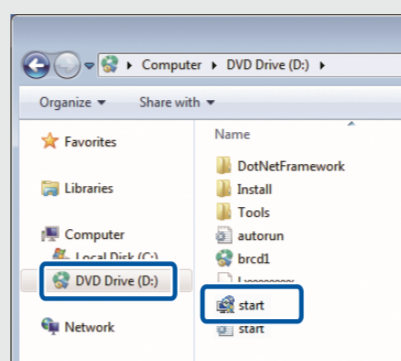 Computer ▸ DVD Drive (D:) ▸
Organize ▾ Share with ▾
Name
Favorites
Libraries
Computer
Local Disk (C:)
DVD Drive (D:)
Network
DotNetFramework
Install
Tools
autorun
brcd1
start
start